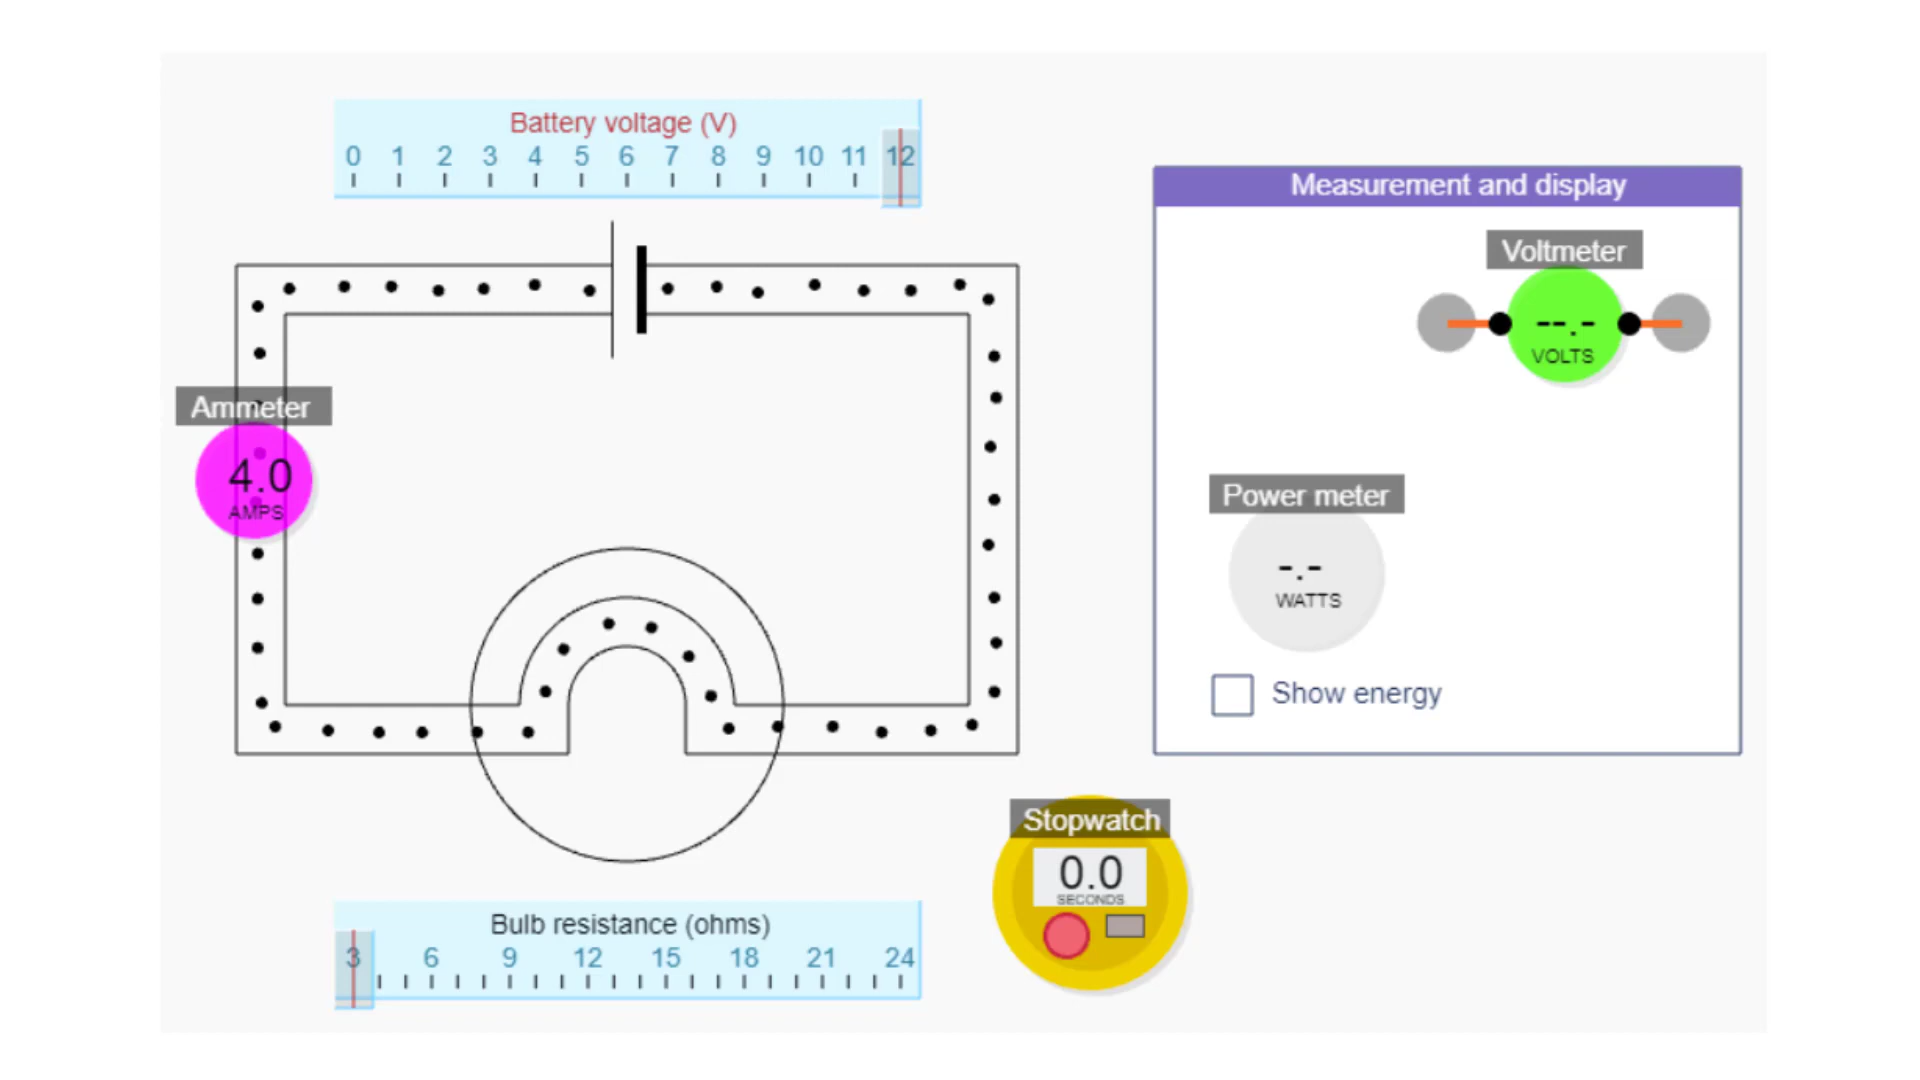 Battery voltage (V)
0 1 2 3 4 5 6 7 8 9 10 11 12
Measurement and display
Voltmeter
--.-
VOLTS
Ammeter
4.0
AMPS
Power meter
-.-
WATTS
Show energy
Stopwatch
0.0
SECONDS
Bulb resistance (ohms)
3 6 9 12 15 18 21 24